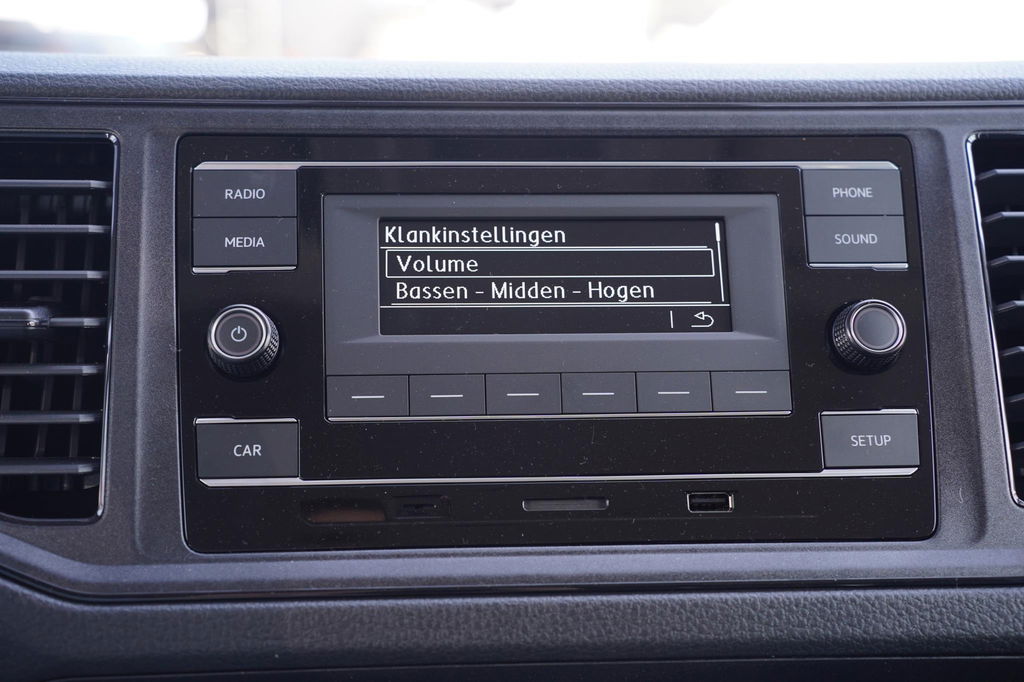 RADIO
PHONE
MEDIA
SOUND
Klankinstellingen
Volume
Bassen - Midden - Hogen
CAR
SETUP